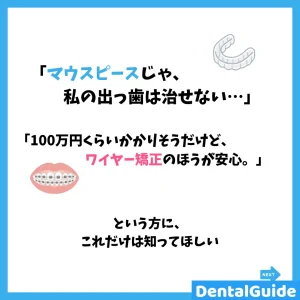 「マウスピースじゃ、
私の出っ歯は治せない…」
「100万円くらいかかりそうだけど、
ワイヤー矯正のほうが安心。」
という方に、
これだけは知ってほしい
NEXT
DentalGuide